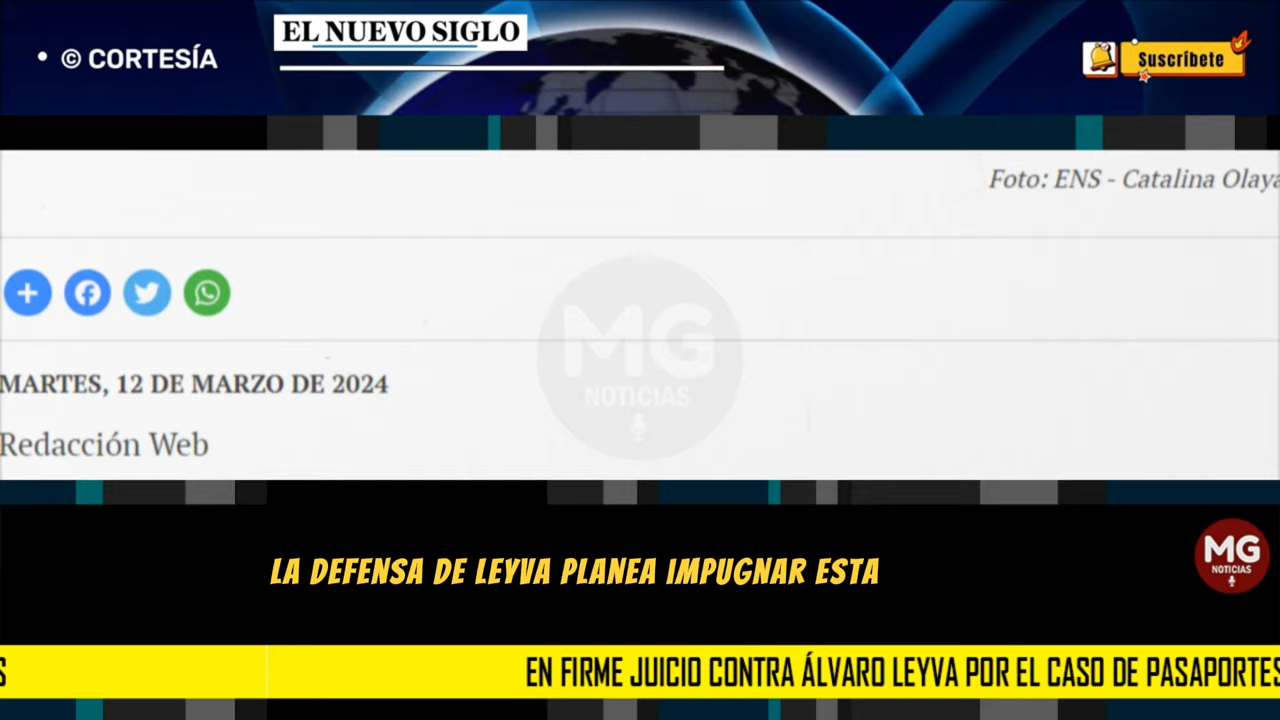 • © CORTESÍA
EL NUEVO SIGLO
Suscríbete
Foto: ENS - Catalina Olaya
MG
NOTICIAS
MARTES, 12 DE MARZO DE 2024
Redacción Web
LA DEFENSA DE LEYVA PLANEA IMPUGNAR ESTA
MG
NOTICIAS
S
EN FIRME JUICIO CONTRA ÁLVARO LEYVA POR EL CASO DE PASAPORTES